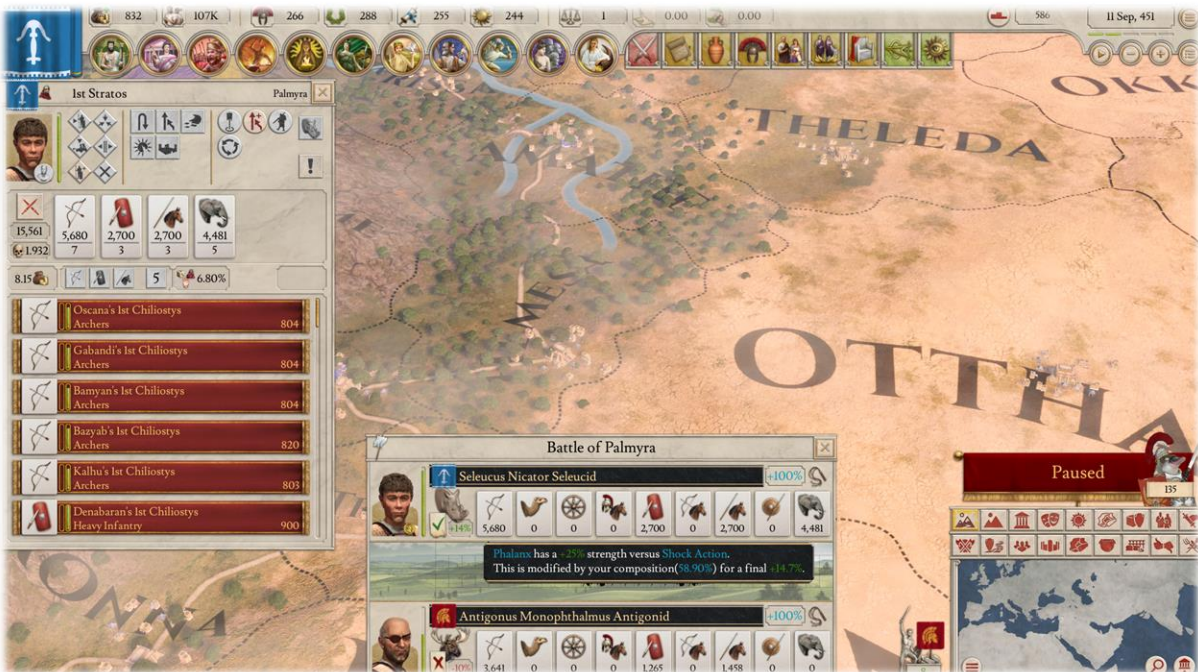 832 107K 266 288 255 244 1 0.00 0.00 586 11 Sep, 451
1st Stratos Palmyra
15,561
1.932
5,680 2,700 2,700 4,481
7 3 3 5
8.15 5 6.80%
Oscana's 1st Chiliostys
Archers 804
Gabandi's 1st Chiliostys
Archers 804
Bamyan's 1st Chiliostys
Archers 804
Bazyab's 1st Chiliostys
Archers 820
Kalhu's 1st Chiliostys
Archers 803
Denabaran's 1st Chiliostys
Heavy Infantry 900
OKK
THELEDA
OTTHA
ONNA
Battle of Palmyra
Seleucus Nicator Seleucid +100%
+14%
5,680 0 0 0 2,700 0 2,700 0 4,481
Phalanx has a +25% strength versus Shock Action.
This is modified by your composition(58.90%) for a final +14.7%.
Antigonus Monophthalmus Antigonid +100%
-10%
3,641 0 0 0 1,265 0 1,458 0 0
Paused
135